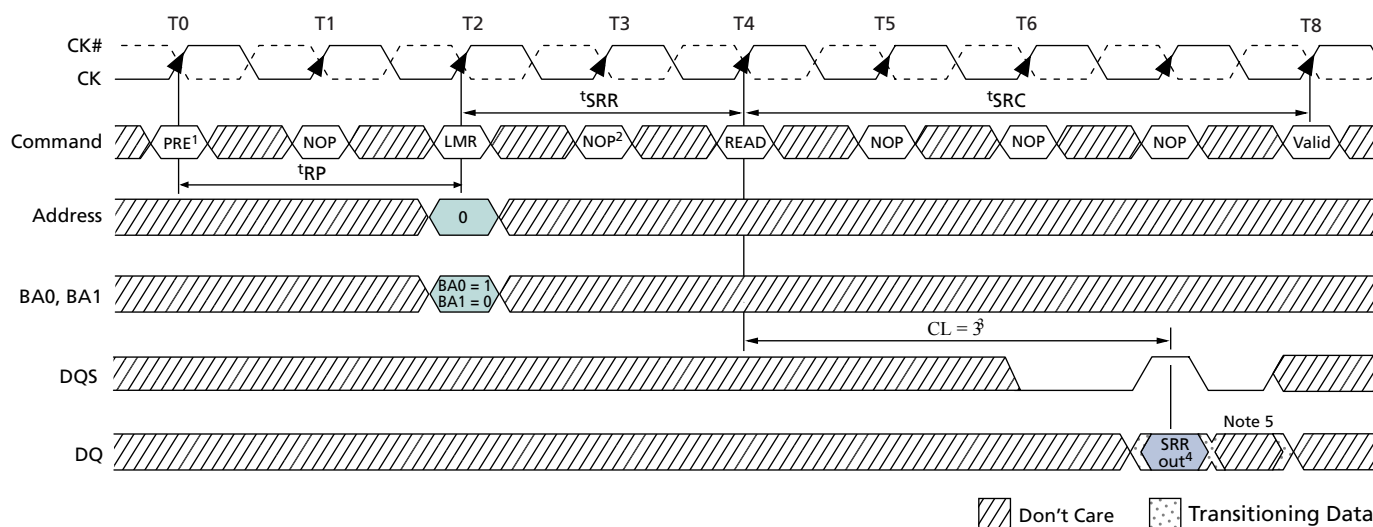 T0 T1 T2 T3 T4 T5 T6 T8
CK#
CK
tSRR tSRC
Command PRE1 NOP LMR NOP2 READ NOP NOP NOP Valid
tRP
Address 0
BA0, BA1 BA0 = 1
BA1 = 0
CL = 33
DQS
Note 5
DQ SRR
out4
Don't Care Transitioning Data